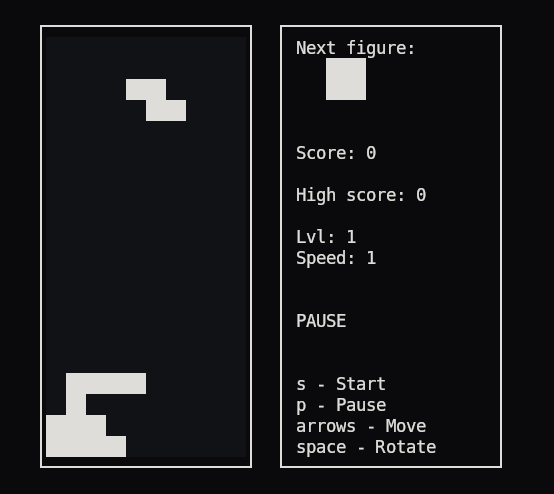 Next figure:
Score: 0
High score: 0
Lvl: 1
Speed: 1
PAUSE
s - Start
p - Pause
arrows - Move
space - Rotate